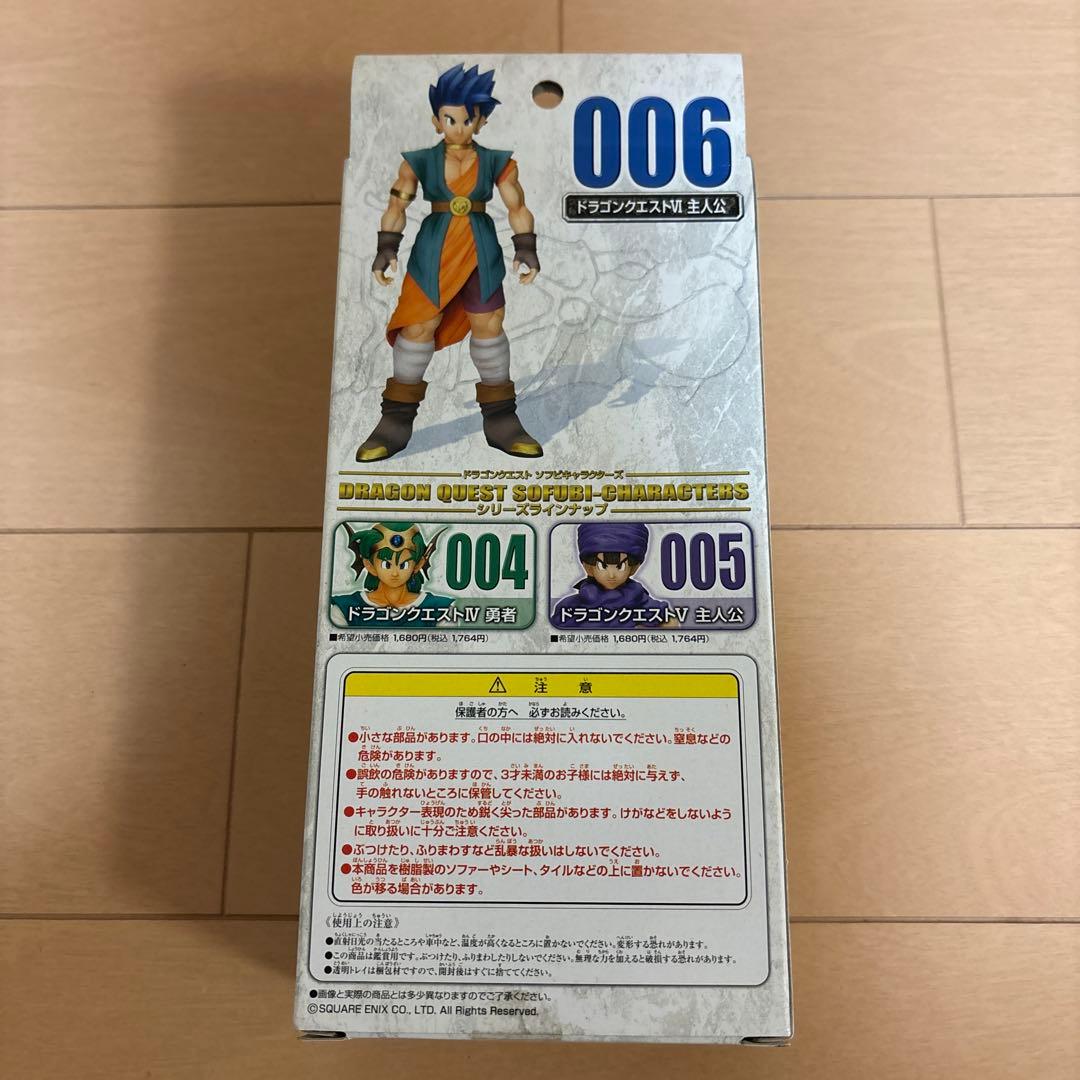 006
ドラゴンクエストⅥ 主人公
ドラゴンクエスト ソフビキャラクターズ
DRAGON QUEST SOFUBI-CHARACTERS
シリーズラインナップ
004
ドラゴンクエストⅣ 勇者
■希望小売価格 1,680円(税込 1,764円)
005
ドラゴンクエストⅤ 主人公
■希望小売価格 1,680円(税込 1,764円)
⚠ 注意
保護者の方へ 必ずお読みください。
●小さな部品があります。口の中には絶対に入れないでください。窒息などの
危険があります。
●誤飲の危険がありますので、3才未満のお子様には絶対に与えず、
手の触れないところに保管してください。
●キャラクター表現のため鋭く尖った部品があります。けがなどをしないよう
に取り扱いに十分ご注意ください。
●ぶつけたり、ふりまわすなど乱暴な扱いはしないでください。
●本商品を樹脂製のソファーやシート、タイルなどの上に置かないでください。
色が移る場合があります。
《使用上の注意》
●直射日光の当たるところや車中など、温度が高くなるところに置かないでください。変形する恐れがあります。
●この商品は鑑賞用です。ぶつけたり、ふりまわしたりしないでください。無理な力を加えると破損する恐れがあります。
●透明トレイは梱包材ですので、開封後はすぐに捨ててください。
●画像と実際の商品とは多少異なりますのでご了承ください。
©SQUARE ENIX CO., LTD. All Rights Reserved.